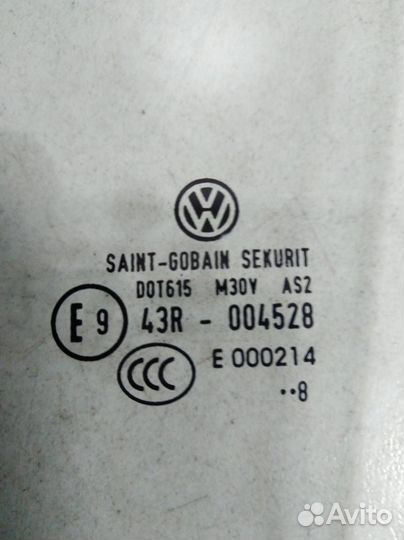 SAINT-GOBAIN SEKURIT
DOT615 M30V AS2
E 9 43R - 004528
CCC E 000214
··8
Avito